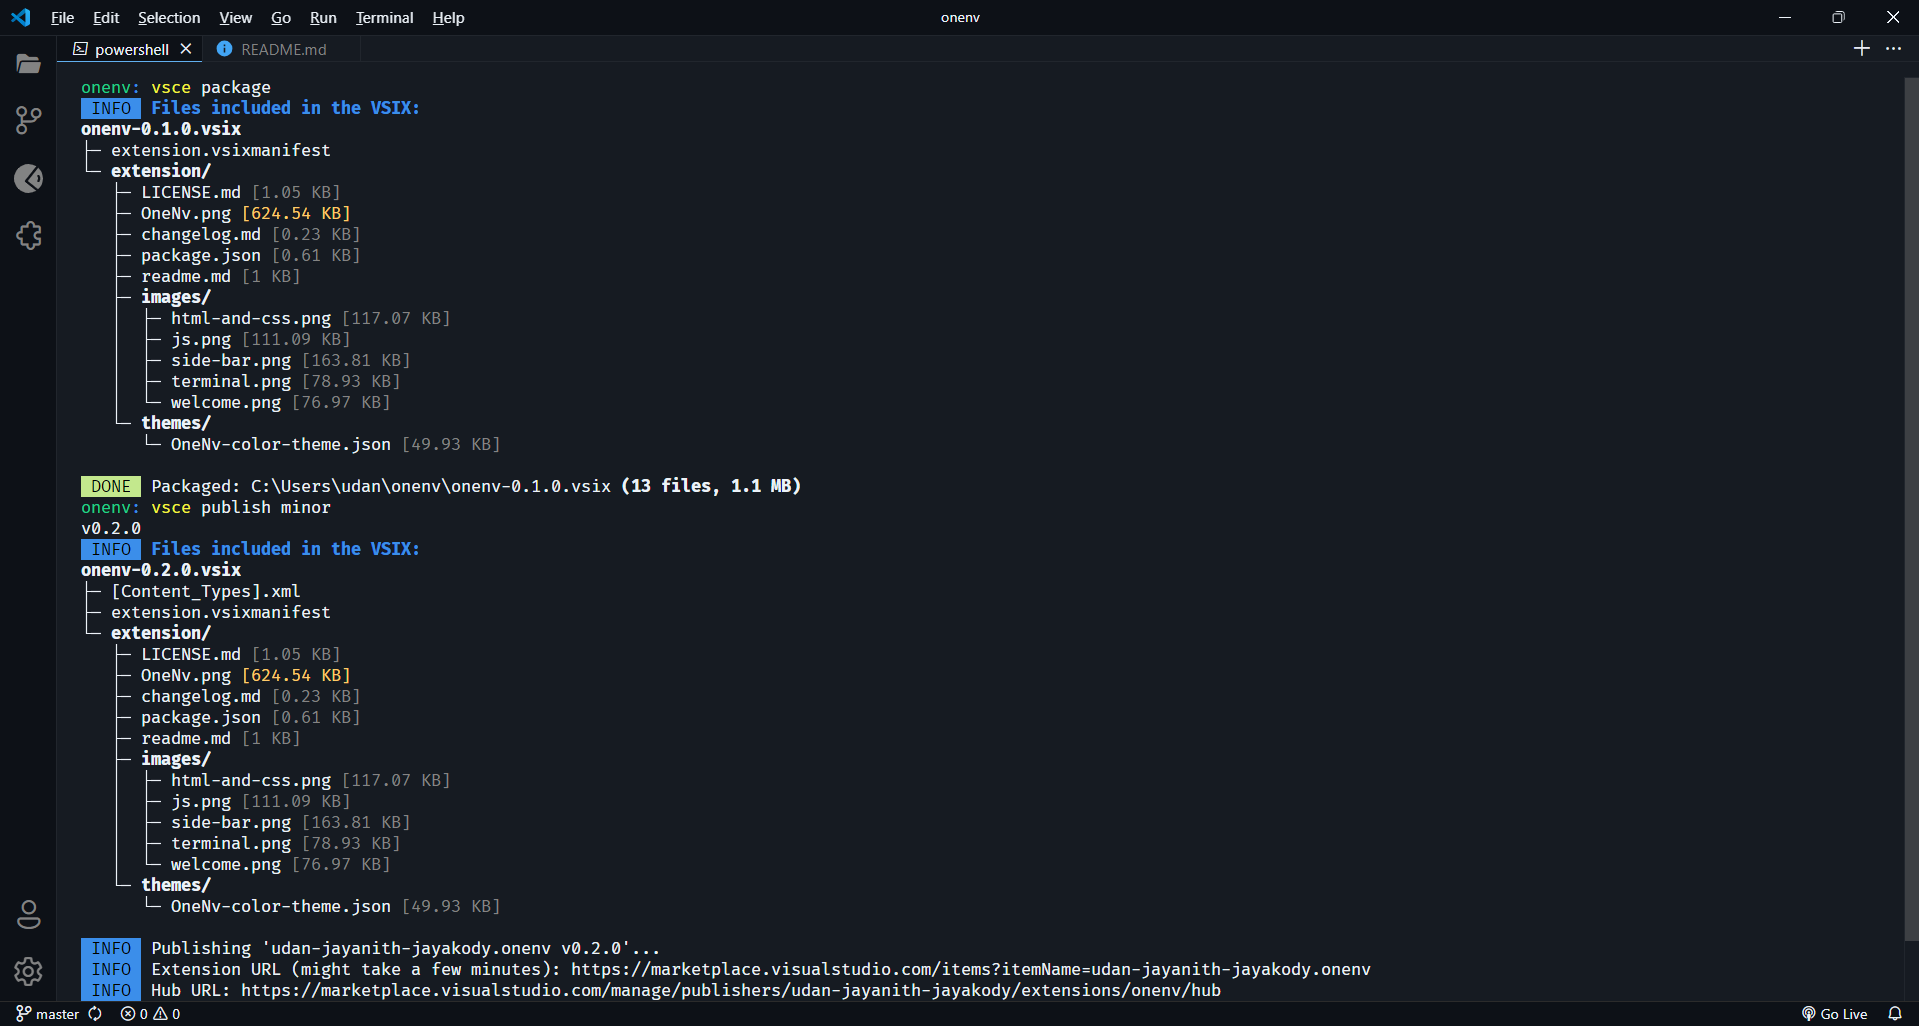 File Edit Selection View Go Run Terminal Help onenv
powershell README.md
onenv: vsce package
INFO Files included in the VSIX:
onenv-0.1.0.vsix
├─ extension.vsixmanifest
└─ extension/
├─ LICENSE.md [1.05 KB]
├─ OneNv.png [624.54 KB]
├─ changelog.md [0.23 KB]
├─ package.json [0.61 KB]
├─ readme.md [1 KB]
├─ images/
│ ├─ html-and-css.png [117.07 KB]
│ ├─ js.png [111.09 KB]
│ ├─ side-bar.png [163.81 KB]
│ ├─ terminal.png [78.93 KB]
│ └─ welcome.png [76.97 KB]
└─ themes/
└─ OneNv-color-theme.json [49.93 KB]
DONE Packaged: C:\Users\udan\onenv\onenv-0.1.0.vsix (13 files, 1.1 MB)
onenv: vsce publish minor
v0.2.0
INFO Files included in the VSIX:
onenv-0.2.0.vsix
├─ [Content_Types].xml
├─ extension.vsixmanifest
└─ extension/
├─ LICENSE.md [1.05 KB]
├─ OneNv.png [624.54 KB]
├─ changelog.md [0.23 KB]
├─ package.json [0.61 KB]
├─ readme.md [1 KB]
├─ images/
│ ├─ html-and-css.png [117.07 KB]
│ ├─ js.png [111.09 KB]
│ ├─ side-bar.png [163.81 KB]
│ ├─ terminal.png [78.93 KB]
│ └─ welcome.png [76.97 KB]
└─ themes/
└─ OneNv-color-theme.json [49.93 KB]
INFO Publishing 'udan-jayanith-jayakody.onenv v0.2.0'...
INFO Extension URL (might take a few minutes): https://marketplace.visualstudio.com/items?itemName=udan-jayanith-jayakody.onenv
INFO Hub URL: https://marketplace.visualstudio.com/manage/publishers/udan-jayanith-jayakody/extensions/onenv/hub
master 0 0 Go Live